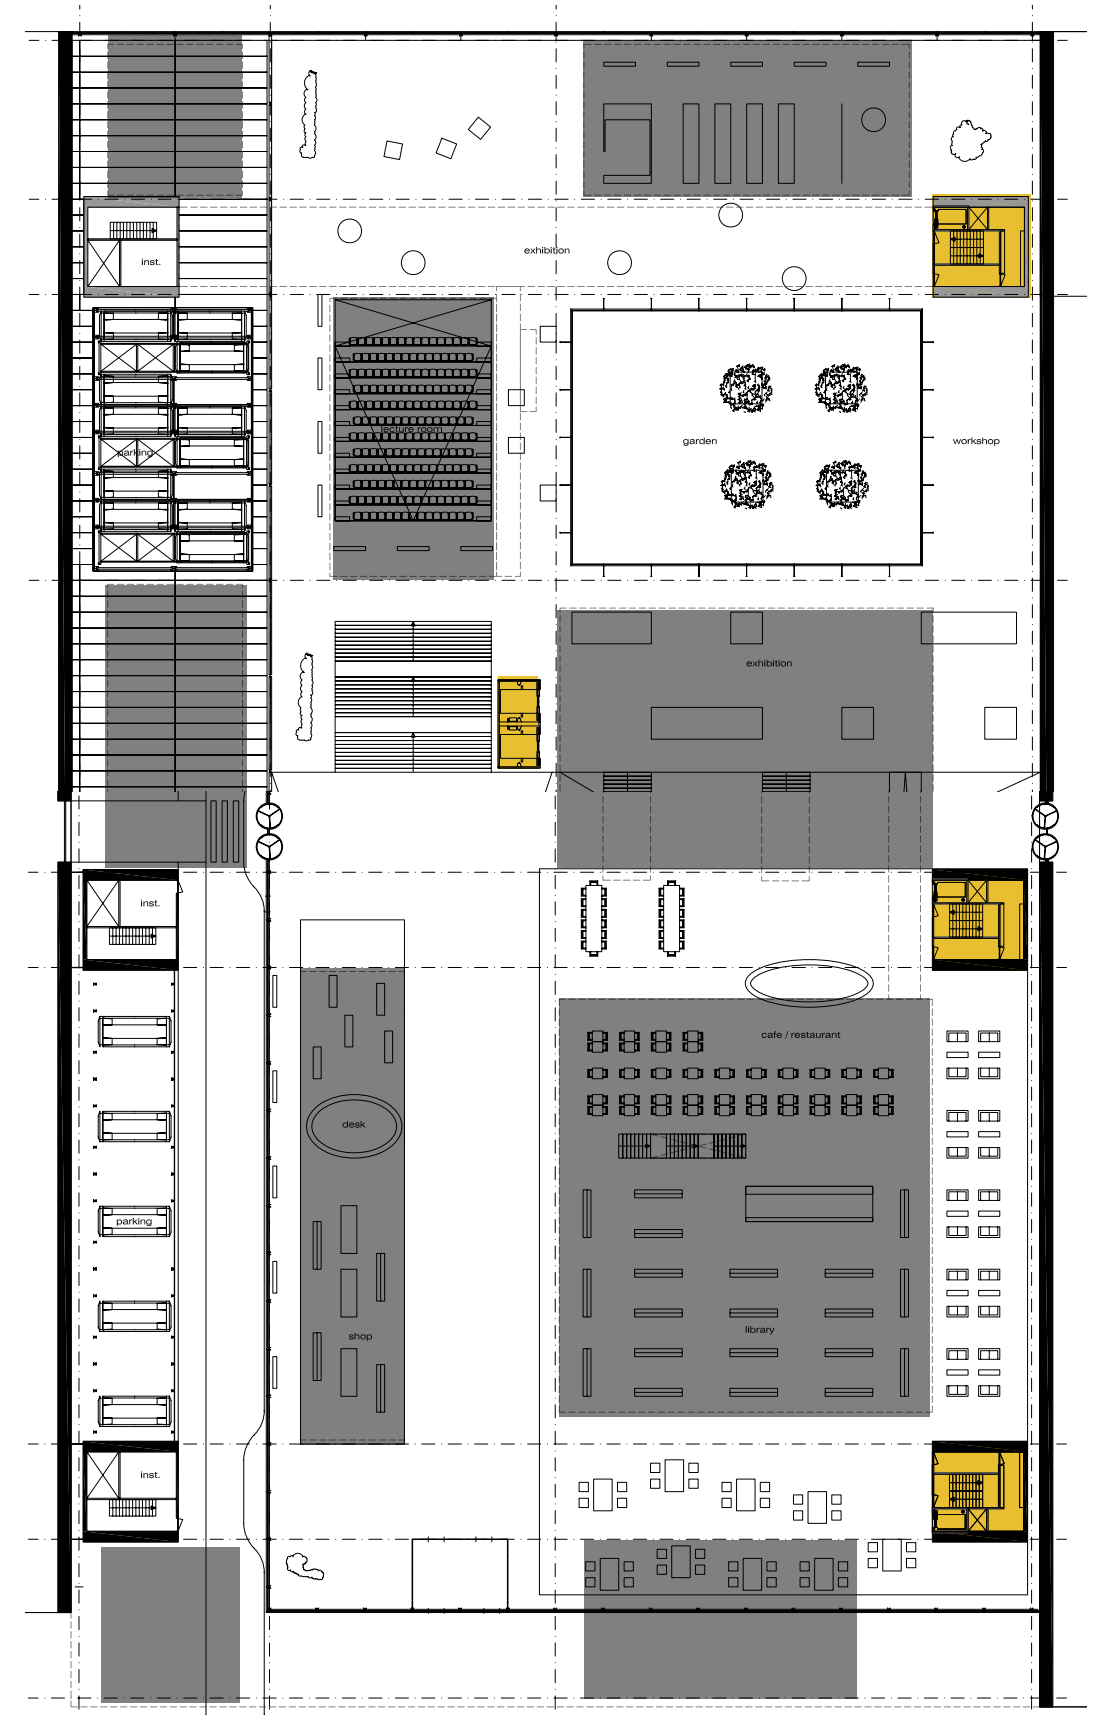 inst.
exhibition
lecture room
parking
garden
workshop
exhibition
inst.
cafe / restaurant
desk
parking
shop
library
inst.